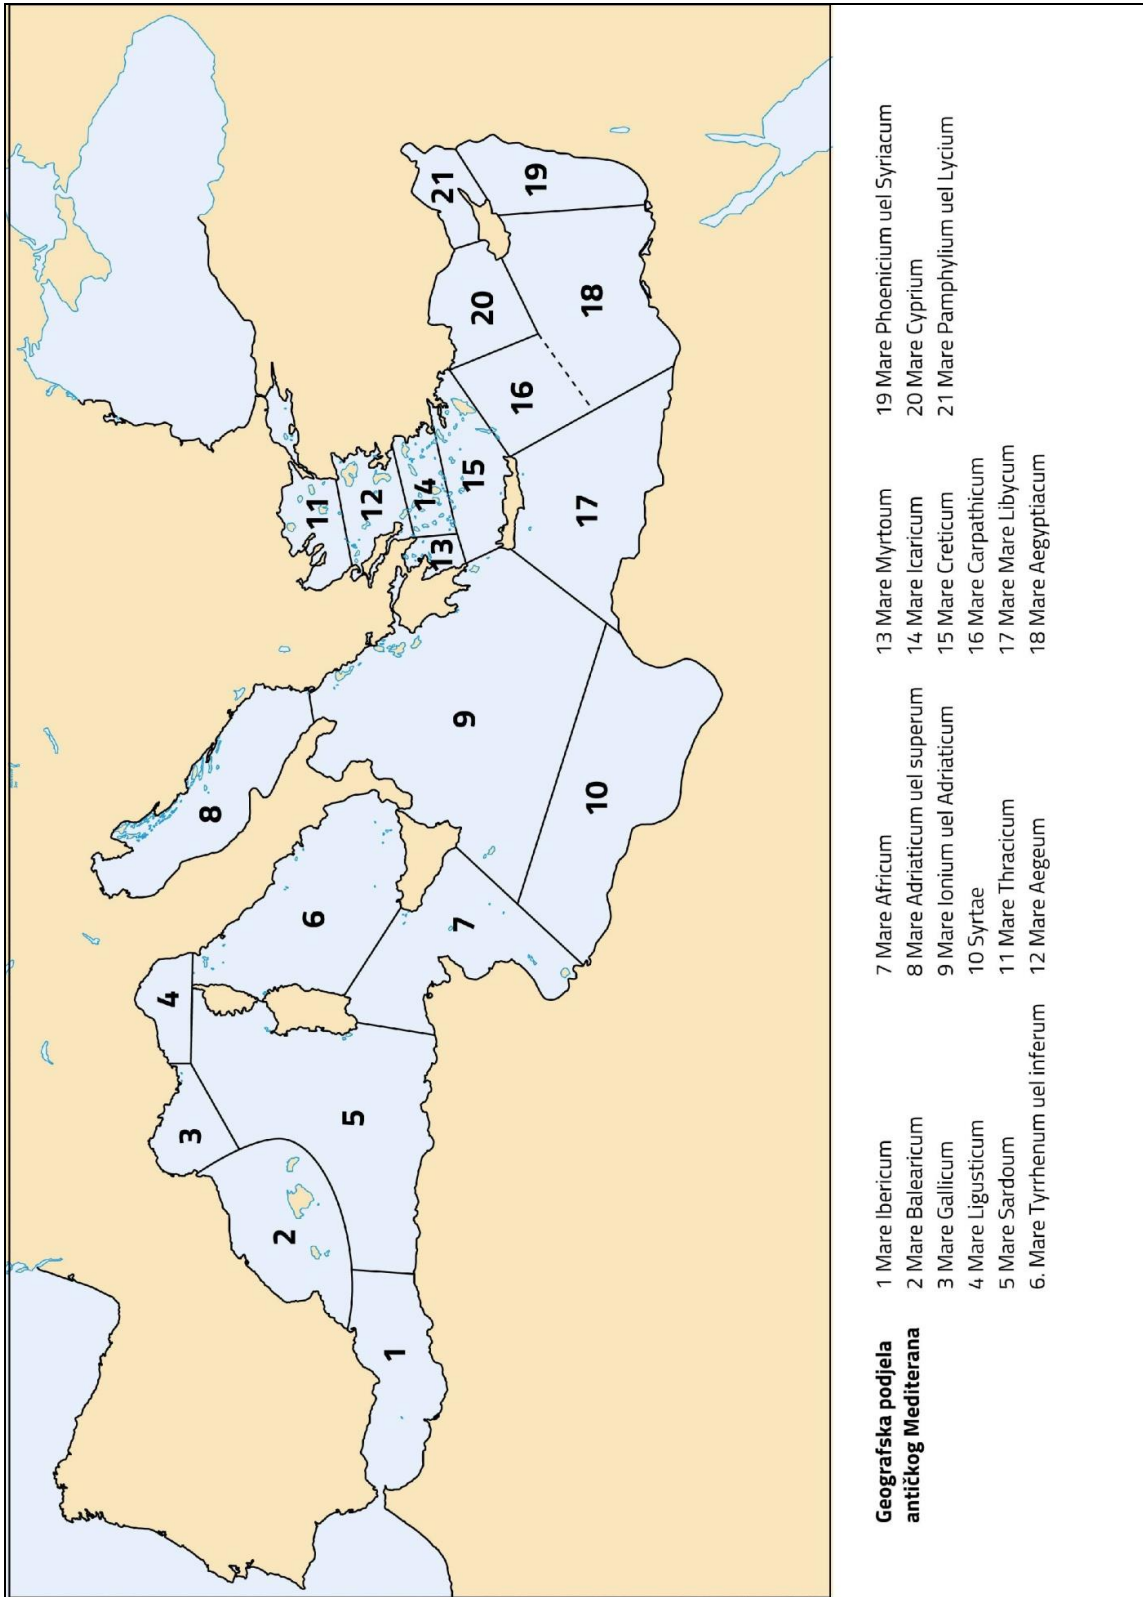 1
2
3
4
5
6
7
8
9
10
11
12
13
14
15
16
17
18
19
20
21
Geografska podjela
antičkog Mediterana
1 Mare Ibericum
2 Mare Balearicum
3 Mare Gallicum
4 Mare Ligusticum
5 Mare Sardoum
6. Mare Tyrrhenum uel inferum
7 Mare Africum
8 Mare Adriaticum uel superum
9 Mare Ionium uel Adriaticum
10 Syrtae
11 Mare Thracicum
12 Mare Aegeum
13 Mare Myrtoum
14 Mare Icaricum
15 Mare Creticum
16 Mare Carpathicum
17 Mare Mare Libycum
18 Mare Aegyptiacum
19 Mare Phoenicium uel Syriacum
20 Mare Cyprium
21 Mare Pamphylium uel Lycium